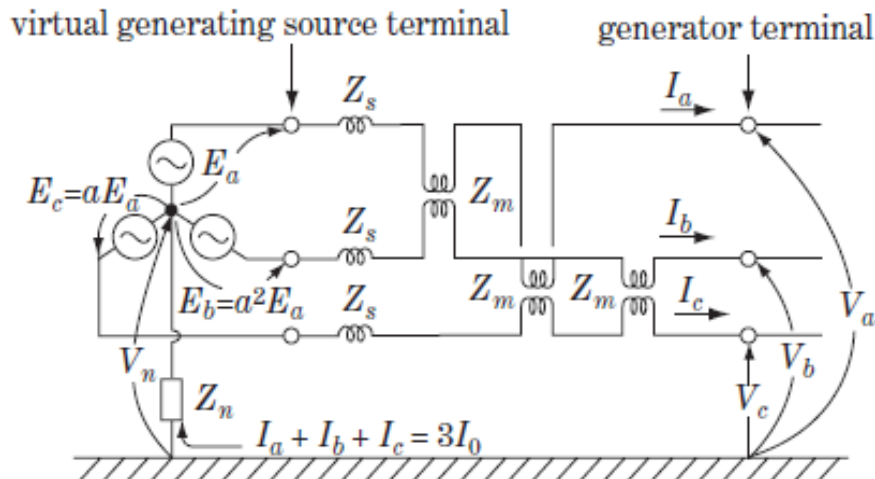 virtual generating source terminal
generator terminal
Z_s
I_a
E_a
E_c=aE_a
Z_m
Z_s
I_b
E_b=a²E_a
Z_s
Z_m
Z_m
I_c
V_a
V_n
V_b
Z_n
V_c
I_a + I_b + I_c = 3I_0